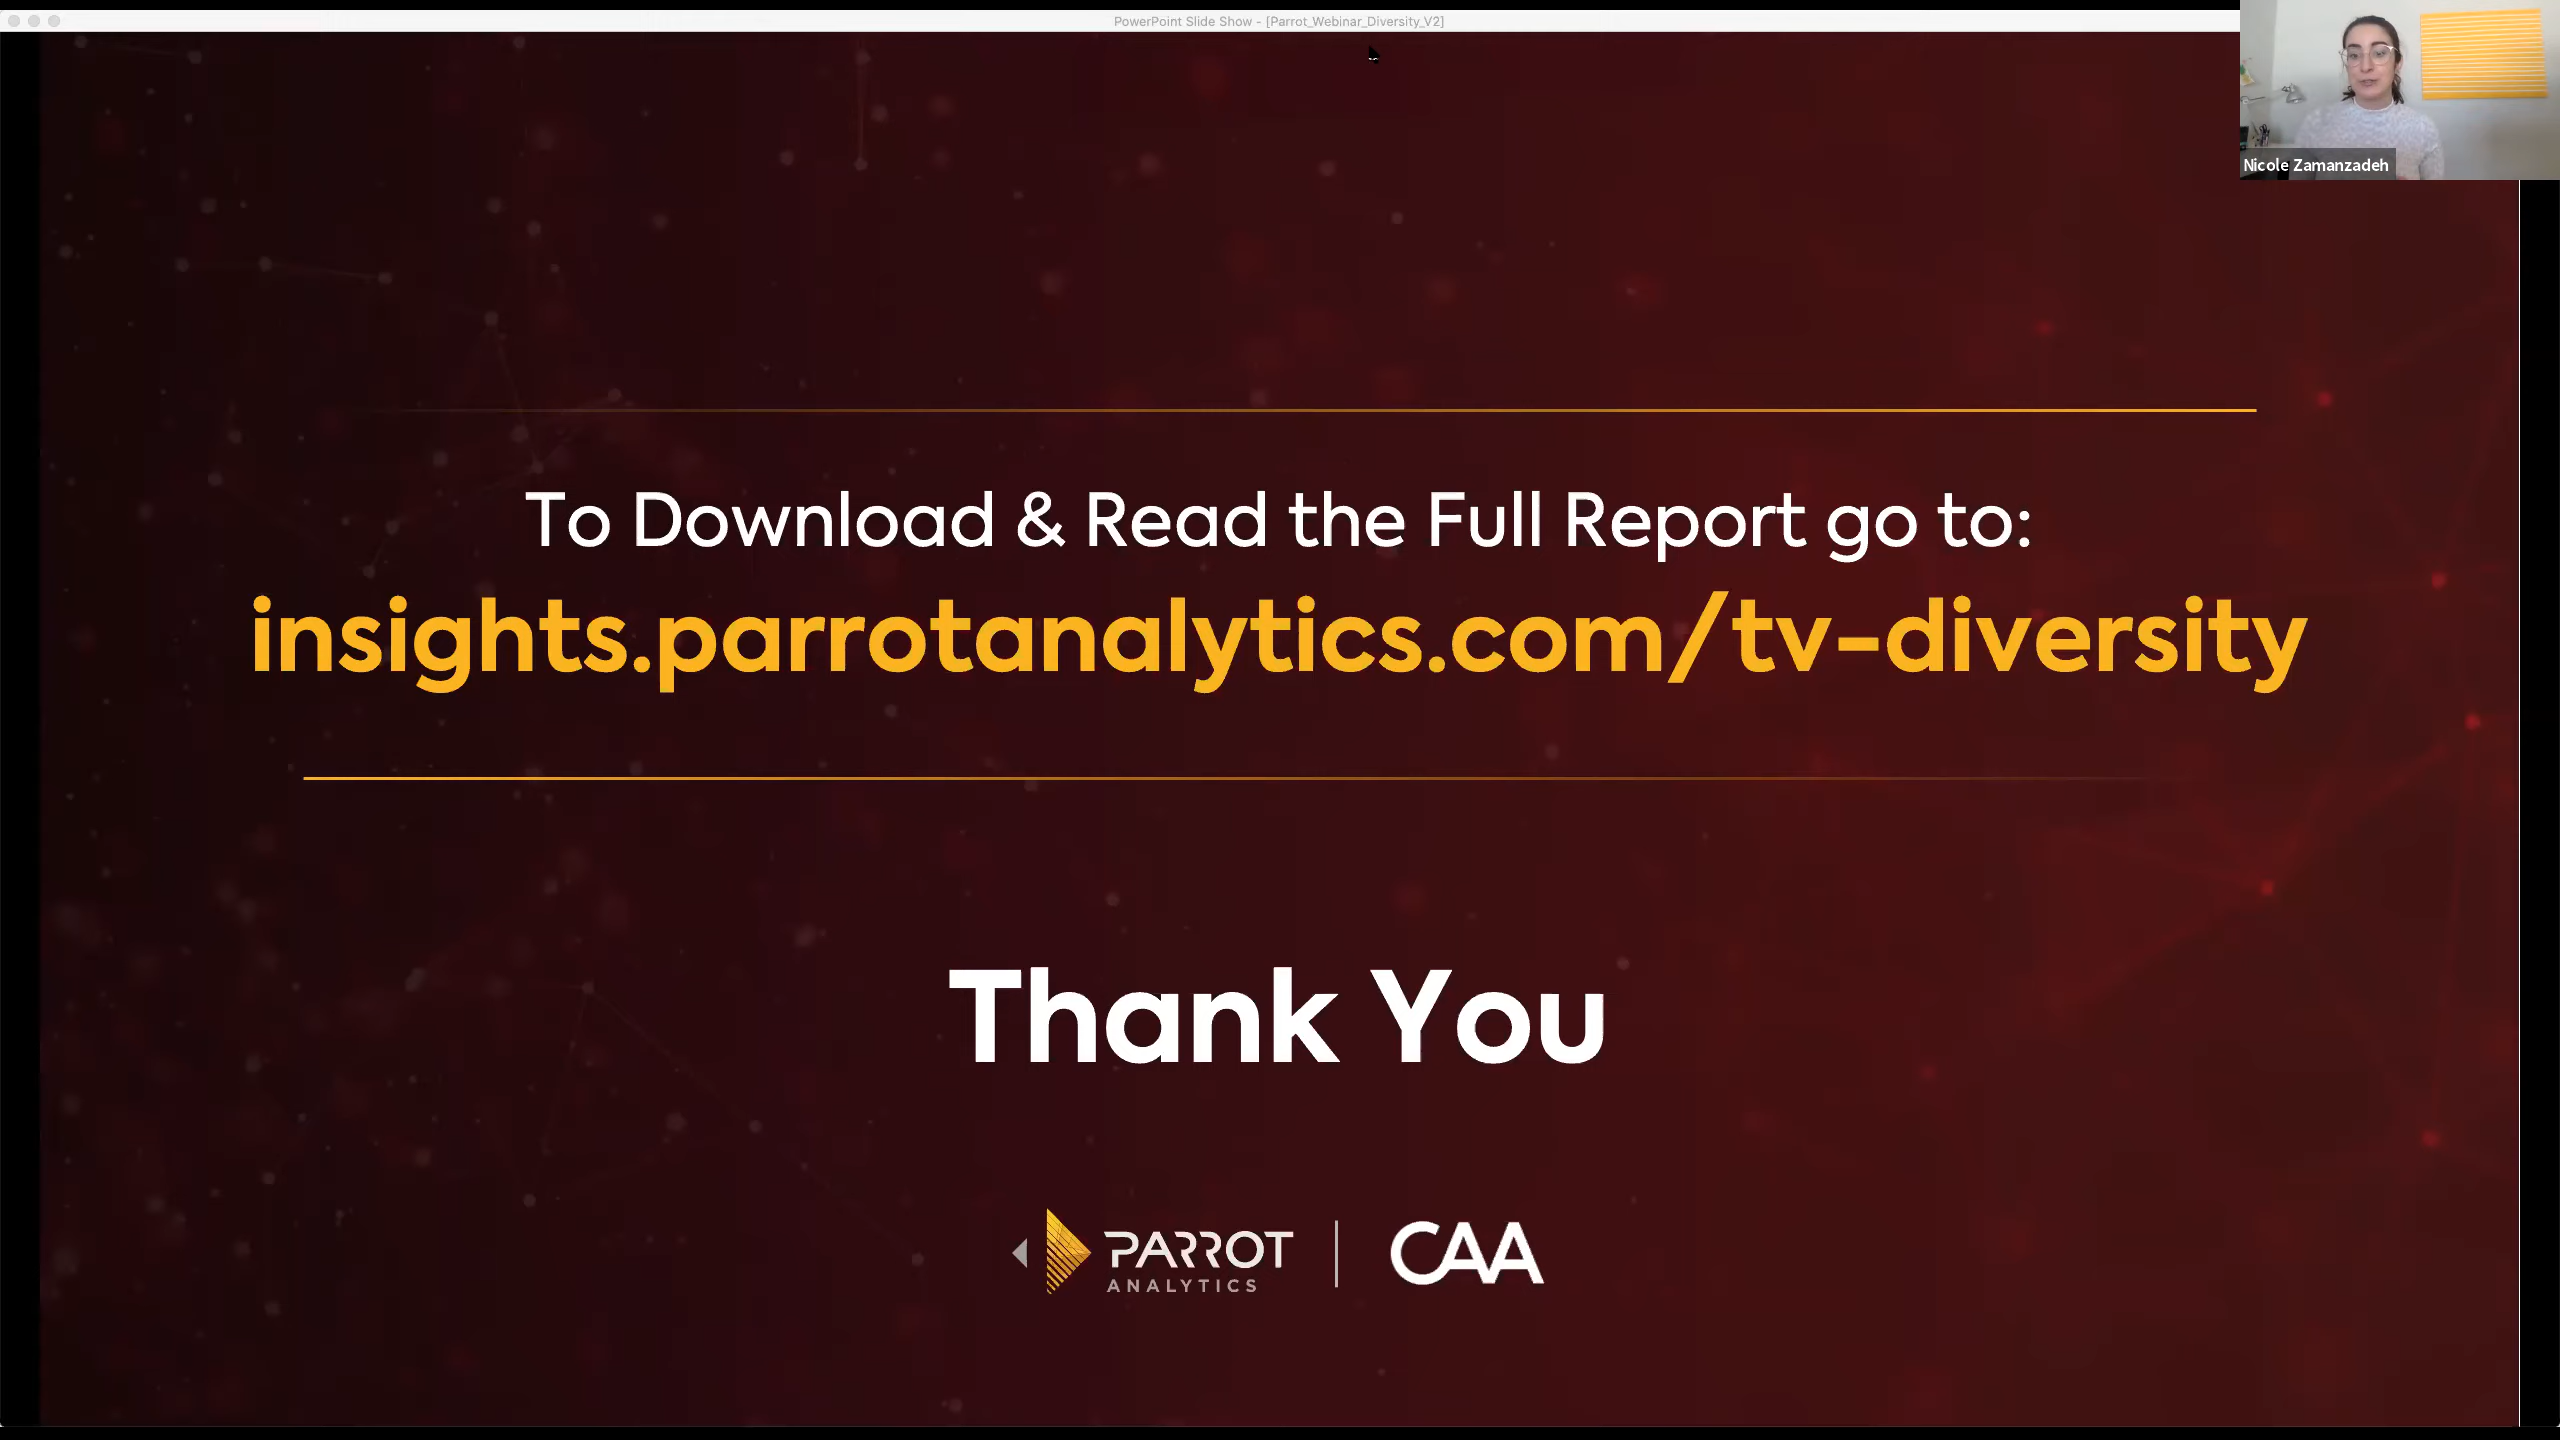 PowerPoint Slide Show - [Parrot_Webinar_Diversity_V2]
Nicole Zamanzadeh
To Download & Read the Full Report go to:
insights.parrotanalytics.com/tv-diversity
Thank You
PARROT
ANALYTICS
CAA